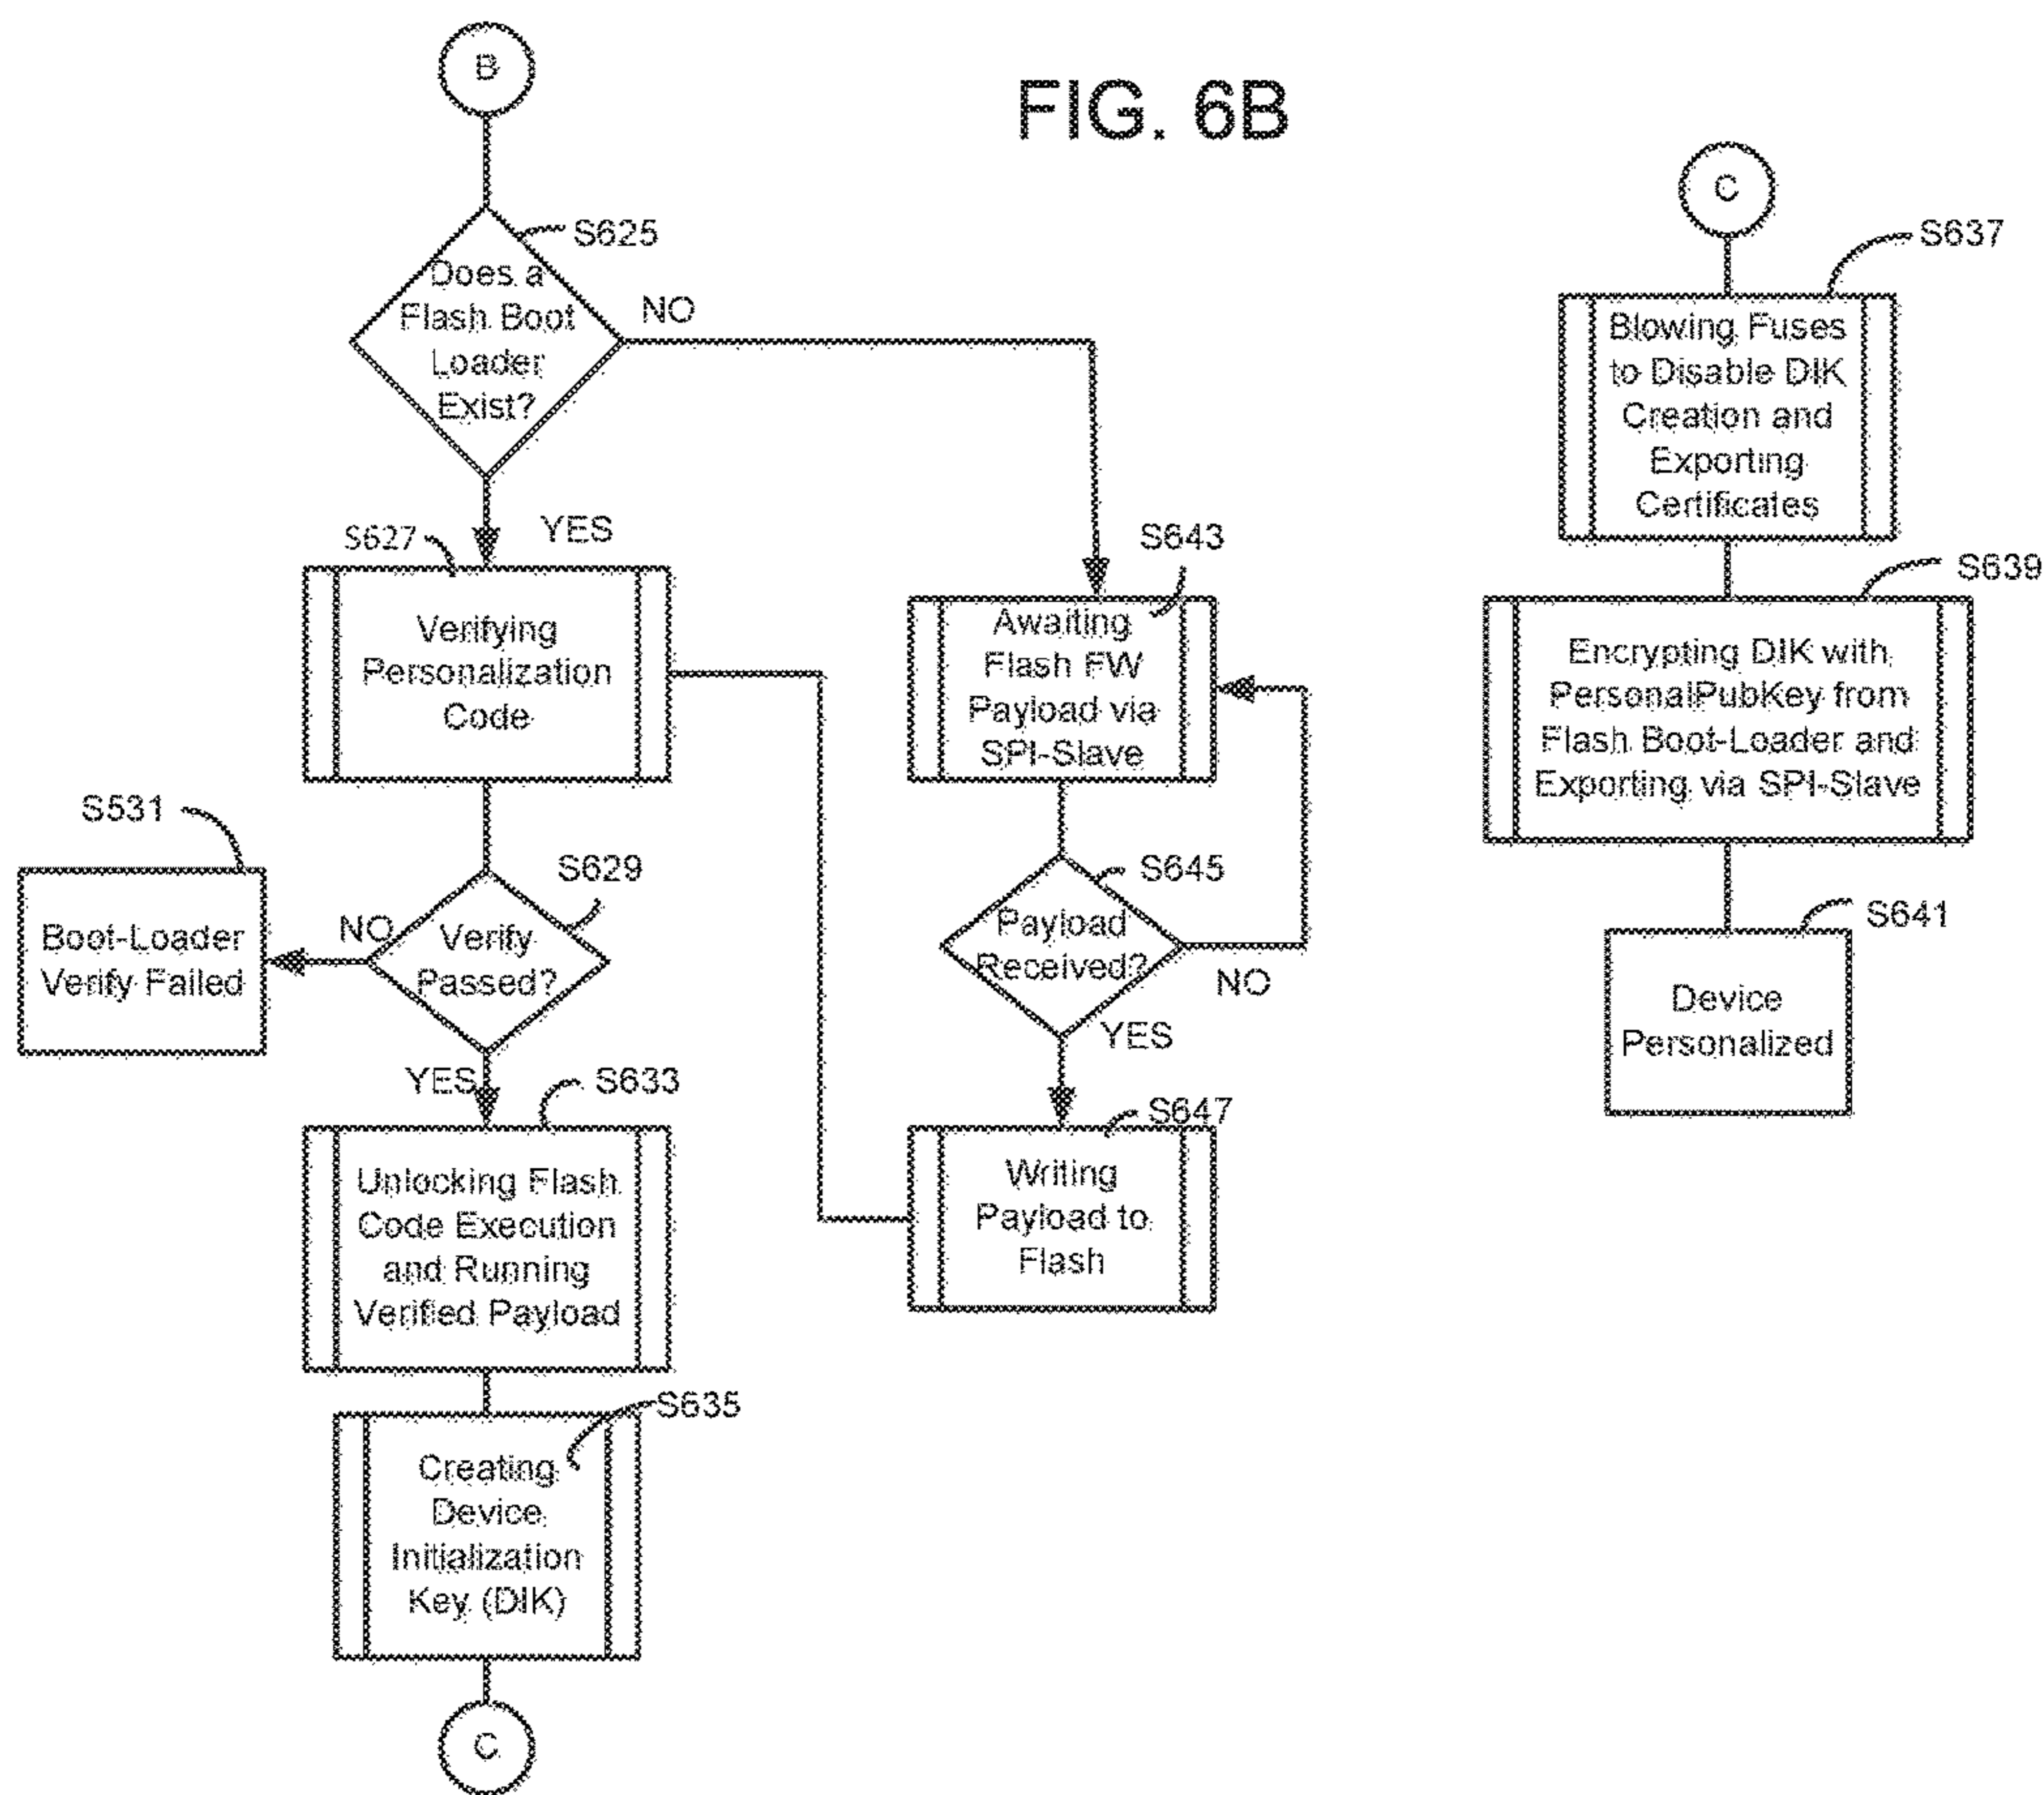 FIG. 6B
B
S625
Does a
Flash Boot
Loader
Exist?
NO
YES
S627
Verifying
Personalization
Code
S531
Boot-Loader
Verify Failed
NO
S629
Verify
Passed?
YES
S633
Unlocking Flash
Code Execution
and Running
Verified Payload
S635
Creating
Device
Initialization
Key (DIK)
C
S643
Awaiting
Flash FW
Payload via
SPI-Slave
S645
Payload
Received?
NO
YES
S647
Writing
Payload to
Flash
C
S637
Blowing Fuses
to Disable DIK
Creation and
Exporting
Certificates
S639
Encrypting DIK with
PersonalPubKey from
Flash Boot-Loader and
Exporting via SPI-Slave
S641
Device
Personalized